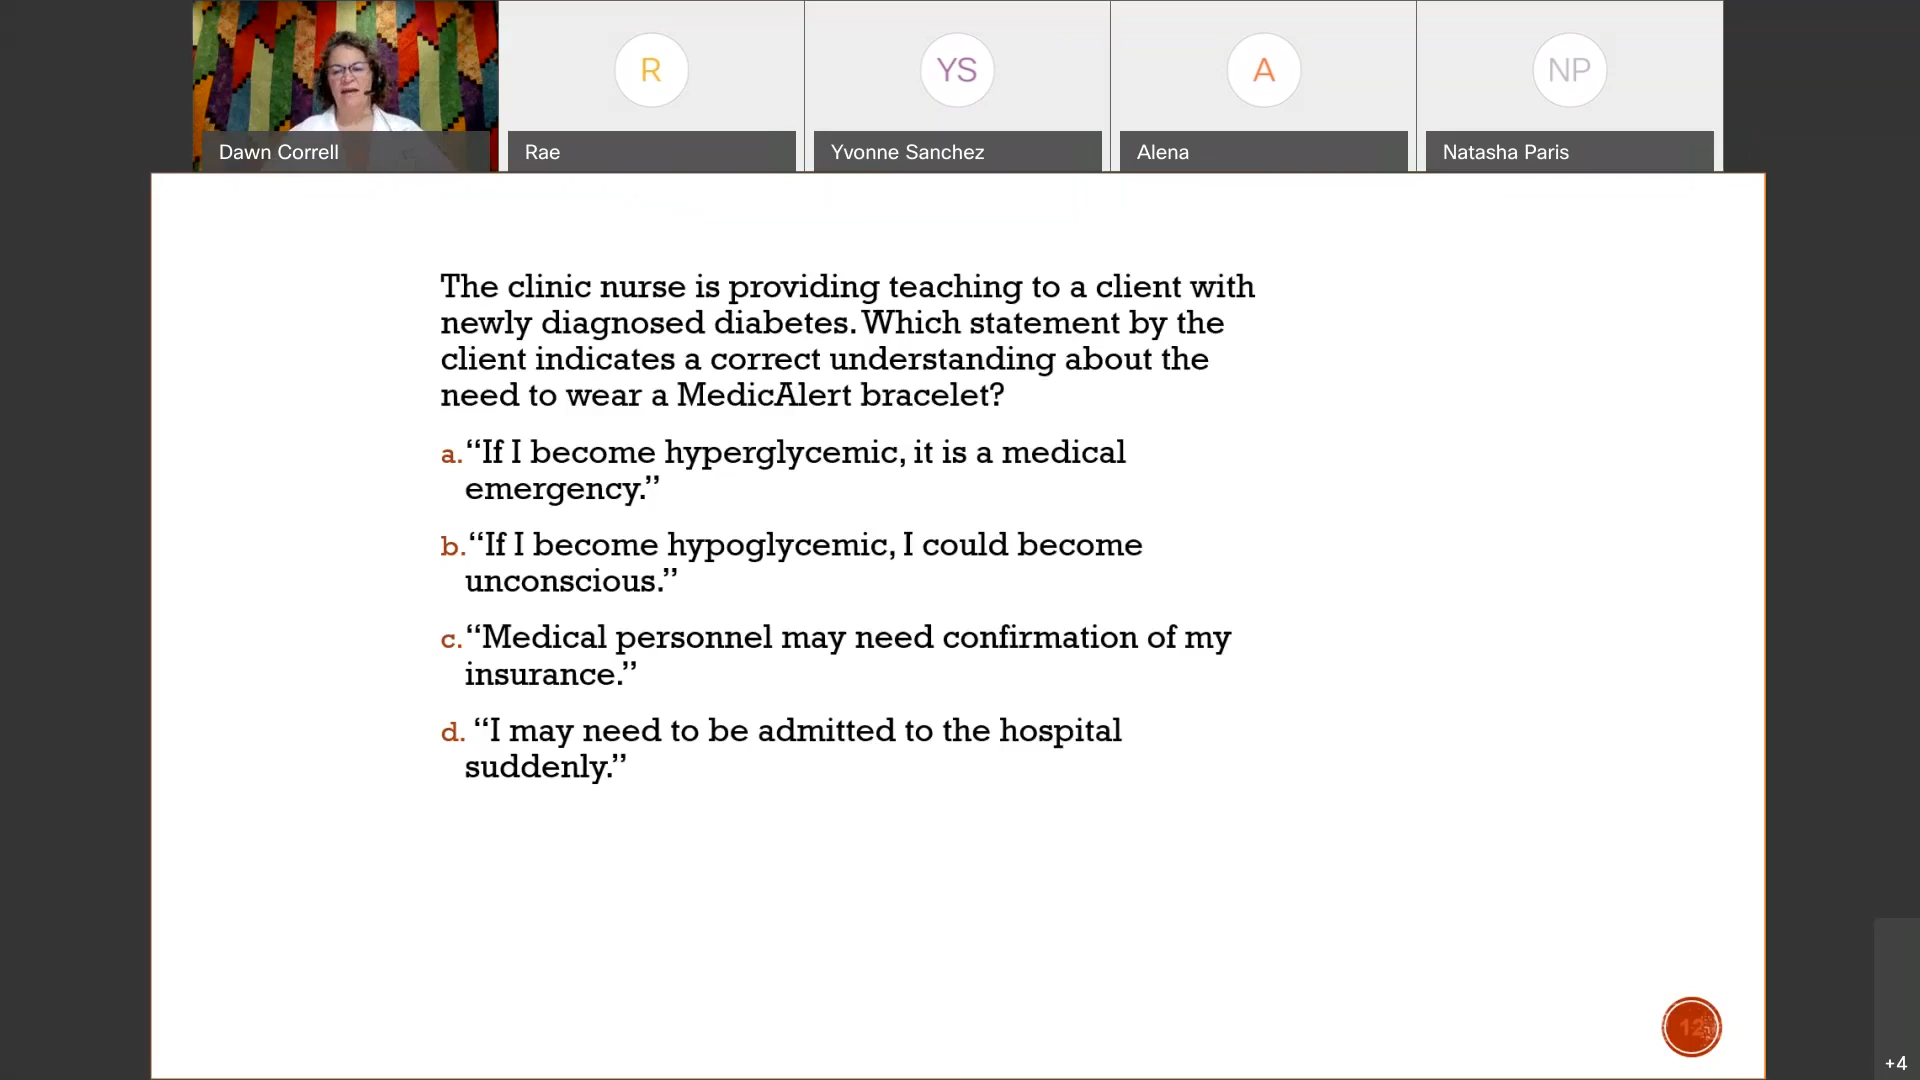 R
YS
A
NP
Dawn Correll
Rae
Yvonne Sanchez
Alena
Natasha Paris
The clinic nurse is providing teaching to a client with
newly diagnosed diabetes. Which statement by the
client indicates a correct understanding about the
need to wear a MedicAlert bracelet?
a. “If I become hyperglycemic, it is a medical
emergency.”
b. “If I become hypoglycemic, I could become
unconscious.”
c. “Medical personnel may need confirmation of my
insurance.”
d. “I may need to be admitted to the hospital
suddenly.”
12
+4